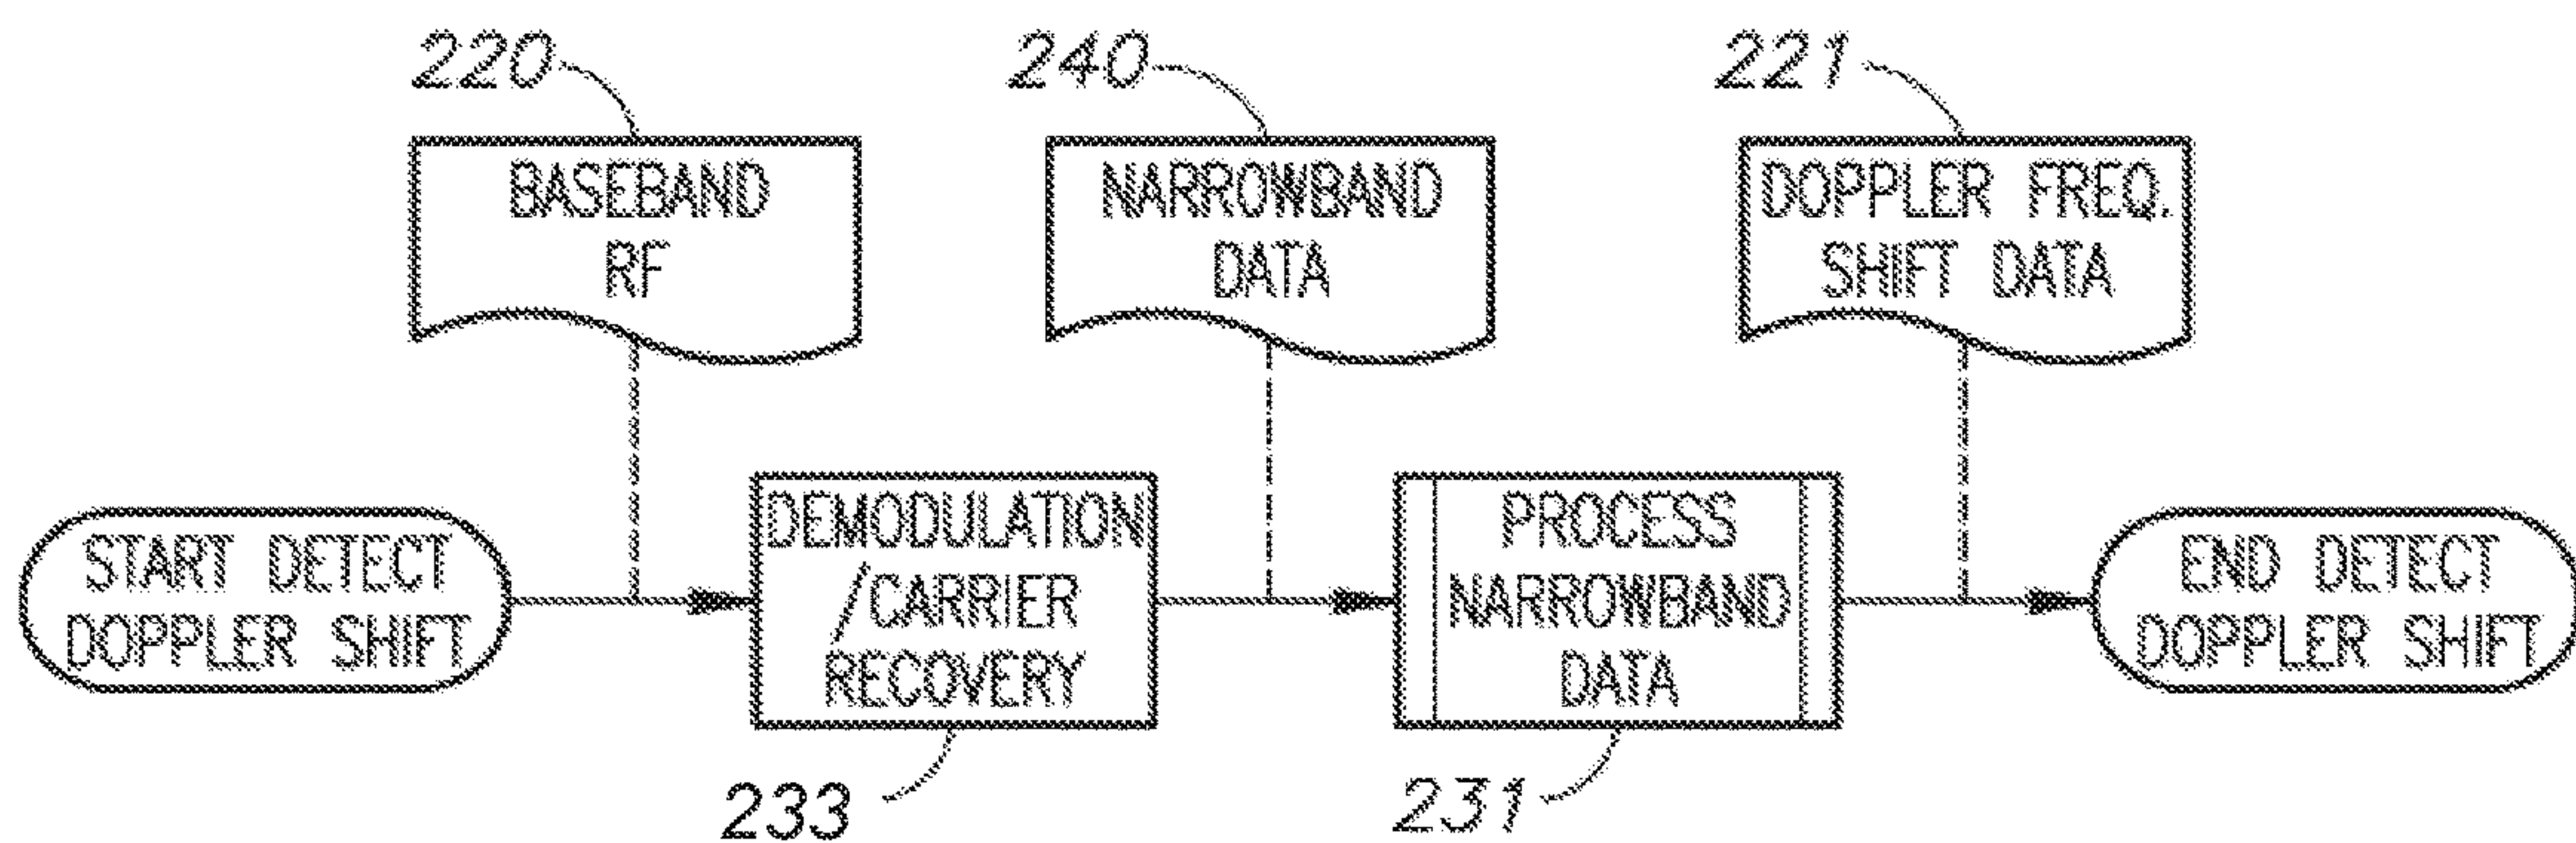 220
240
221
BASEBAND
RF
NARROWBAND
DATA
DOPPLER FREQ.
SHIFT DATA
START DETECT
DOPPLER SHIFT
DEMODULATION
/CARRIER
RECOVERY
PROCESS
NARROWBAND
DATA
END DETECT
DOPPLER SHIFT
233
231